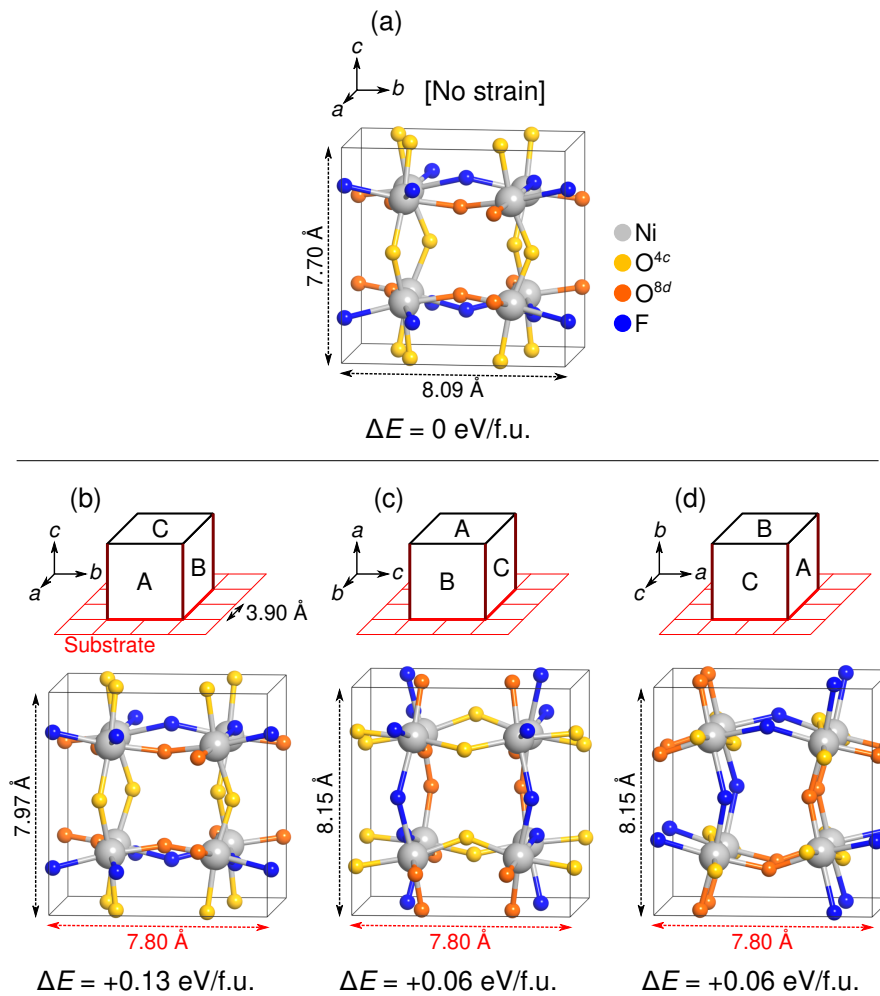 (a)
c
b
a
[No strain]
7.70 Å
8.09 Å
Ni
O4c
O8d
F
ΔE = 0 eV/f.u.
(b)
(c)
(d)
c
b
a
C
A
B
3.90 Å
Substrate
a
c
b
A
B
C
b
a
c
B
C
A
7.97 Å
7.80 Å
8.15 Å
7.80 Å
8.15 Å
7.80 Å
ΔE = +0.13 eV/f.u.
ΔE = +0.06 eV/f.u.
ΔE = +0.06 eV/f.u.